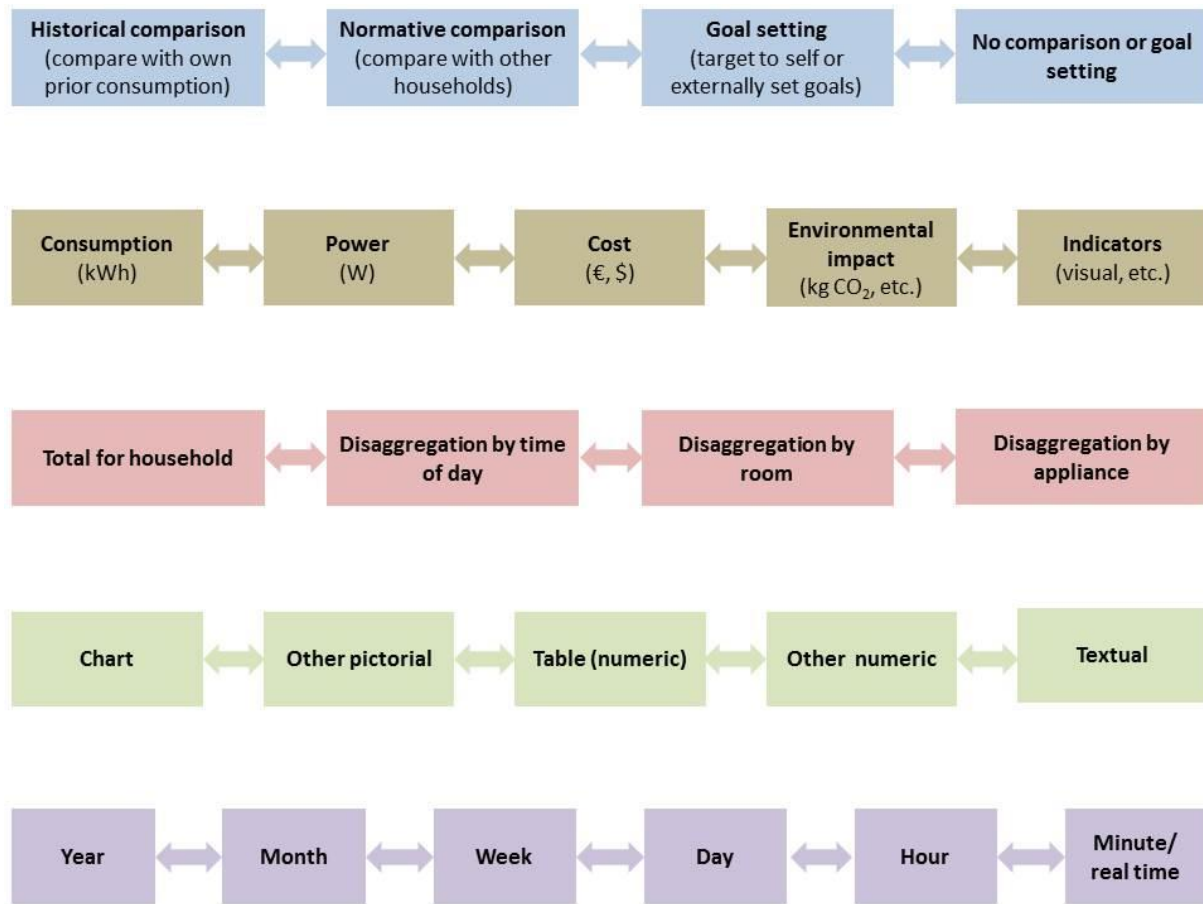 Historical comparison
(compare with own
prior consumption)
Normative comparison
(compare with other
households)
Goal setting
(target to self or
externally set goals)
No comparison or goal
setting
Consumption
(kWh)
Power
(W)
Cost
(€, $)
Environmental
impact
(kg CO₂, etc.)
Indicators
(visual, etc.)
Total for household
Disaggregation by time
of day
Disaggregation by
room
Disaggregation by
appliance
Chart
Other pictorial
Table (numeric)
Other numeric
Textual
Year
Month
Week
Day
Hour
Minute/
real time